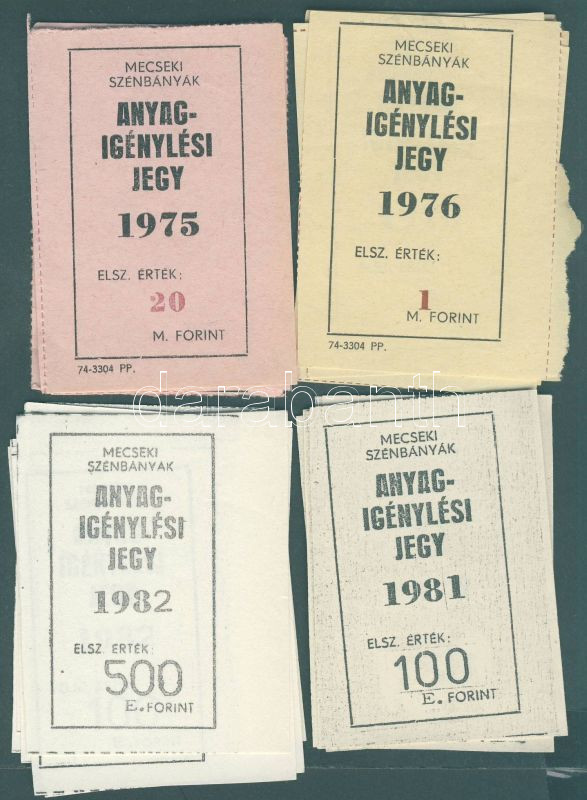 MECSEKI
SZÉNBÁNYÁK
ANYAG-
IGÉNYLÉSI
JEGY
1975
ELSZ. ÉRTÉK:
20
M. FORINT
74-3304 PP.
MECSEKI
SZÉNBÁNYÁK
ANYAG-
IGÉNYLÉSI
JEGY
1976
ELSZ. ÉRTÉK:
1
M. FORINT
74-3304 PP.
darabanth
MECSEKI
SZÉNBÁNYÁK
ANYAG-
IGÉNYLÉSI
JEGY
1982
ELSZ. ÉRTÉK:
500
E. FORINT
MECSEKI
SZÉNBÁNYÁK
ANYAG-
IGÉNYLÉSI
JEGY
1981
ELSZ. ÉRTÉK:
100
E. FORINT